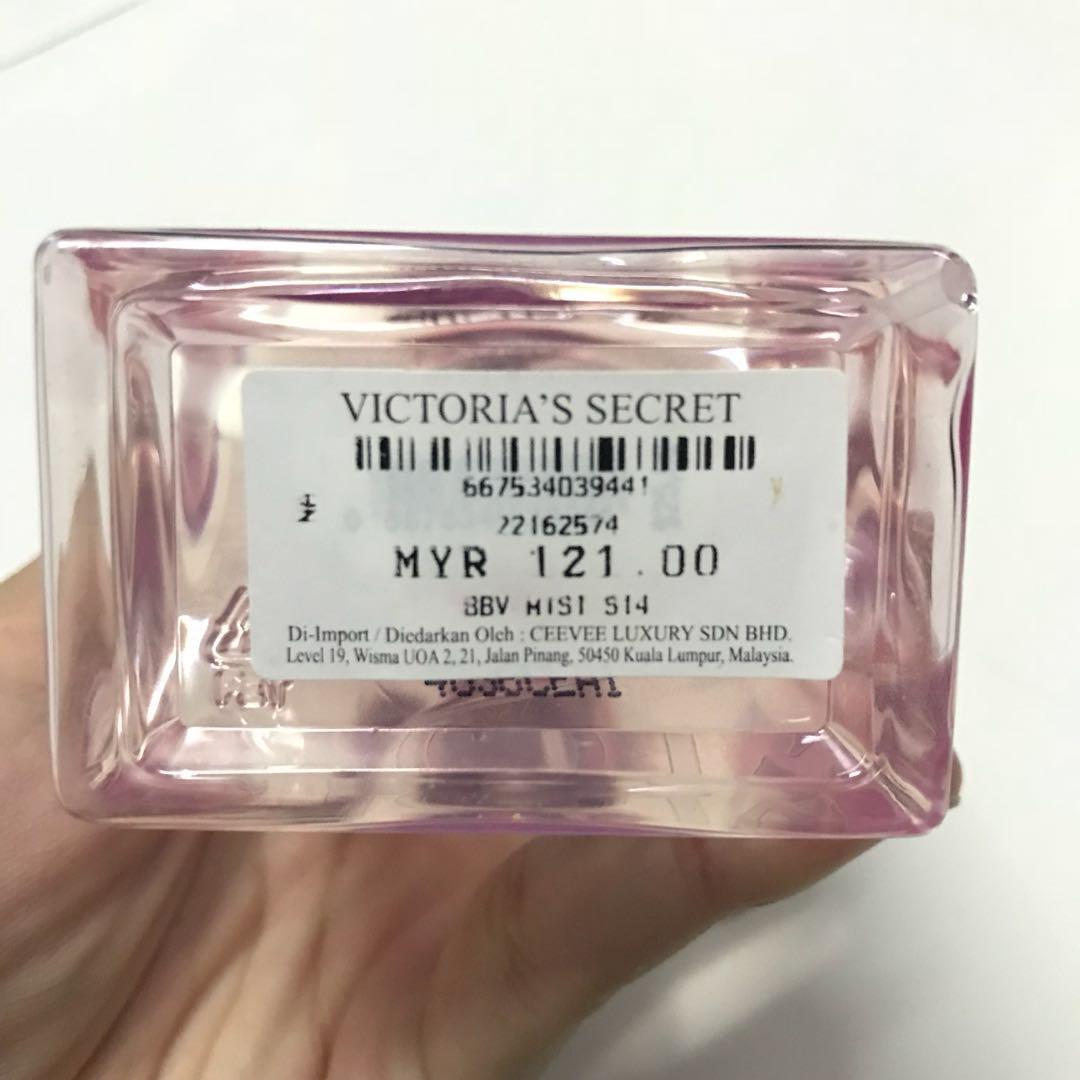 VICTORIA'S SECRET
667534039441
22162574
MYR 121.00
BBV MIST S14
Di-Import / Diedarkan Oleh : CEEVEE LUXURY SDN BHD.
Level 19, Wisma UOA 2, 21, Jalan Pinang, 50450 Kuala Lumpur, Malaysia.